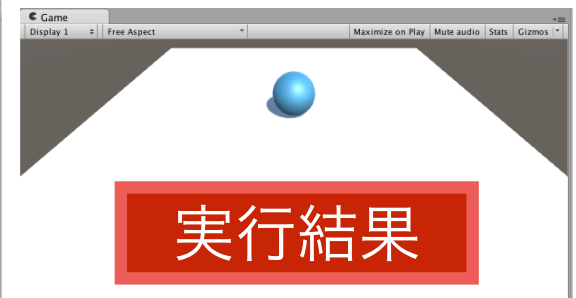 Game
Display 1 Free Aspect Maximize on Play Mute audio Stats Gizmos
実行結果